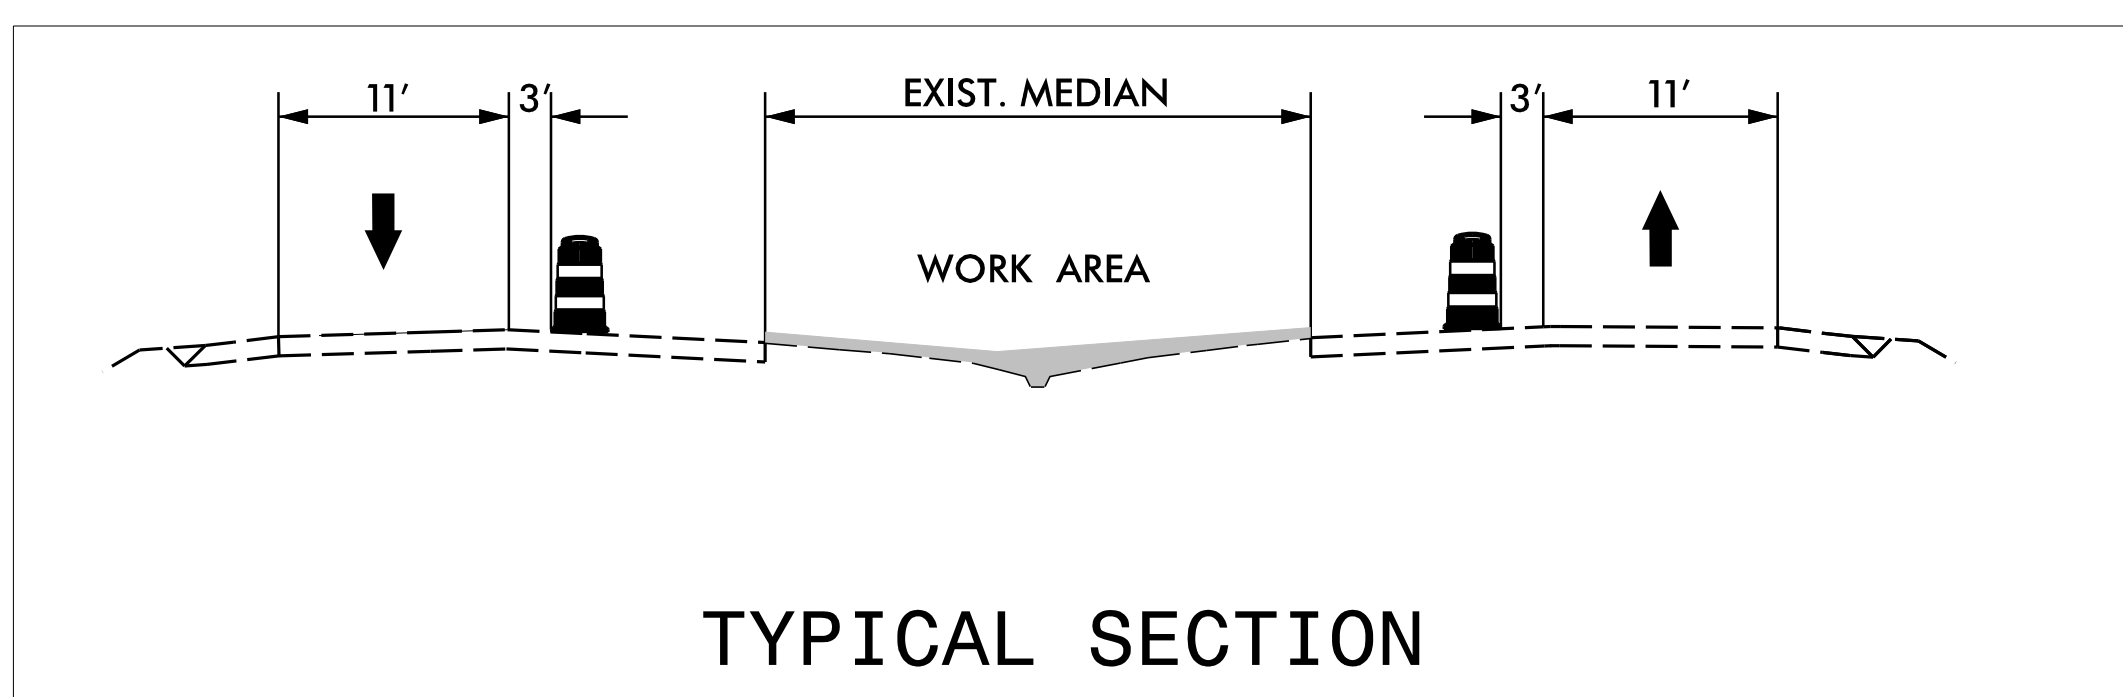 11' 3' EXIST. MEDIAN 3' 11'
WORK AREA
TYPICAL SECTION